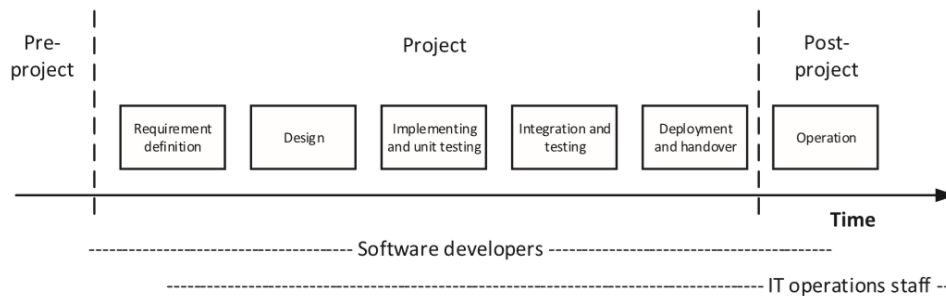 Pre-
project
Project
Post-
project
Requirement
definition
Design
Implementing
and unit testing
Integration and
testing
Deployment
and handover
Operation
Time
Software developers
IT operations staff